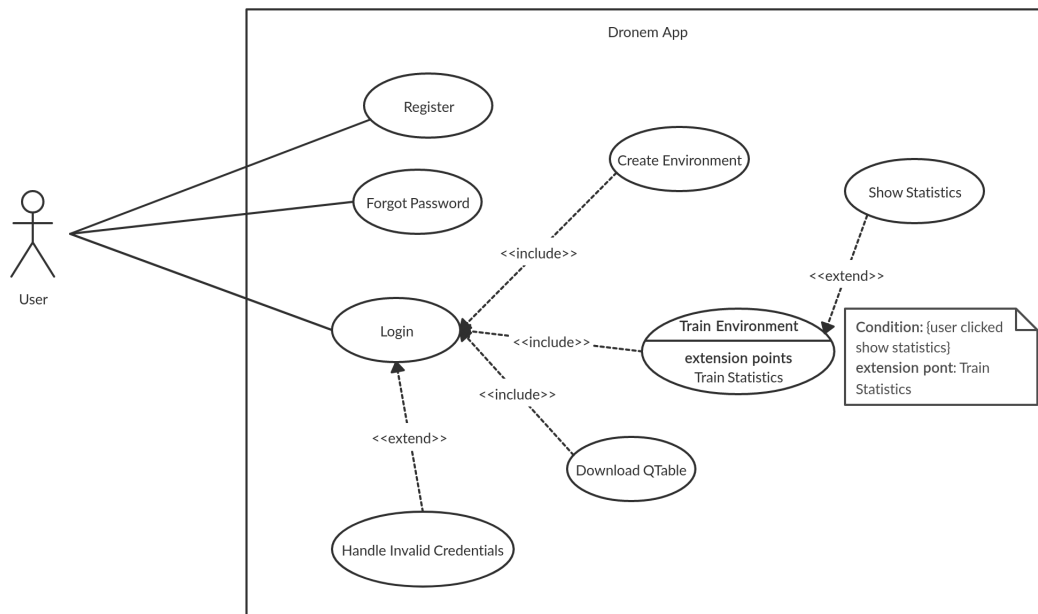 Dronem App
Register
Create Environment
Forgot Password
Show Statistics
User
<<include>>
<<extend>>
Login
<<include>>
Train Environment
extension points
Train Statistics
Condition: {user clicked
show statistics}
extension pont: Train
Statistics
<<include>>
<<extend>>
Download QTable
Handle Invalid Credentials